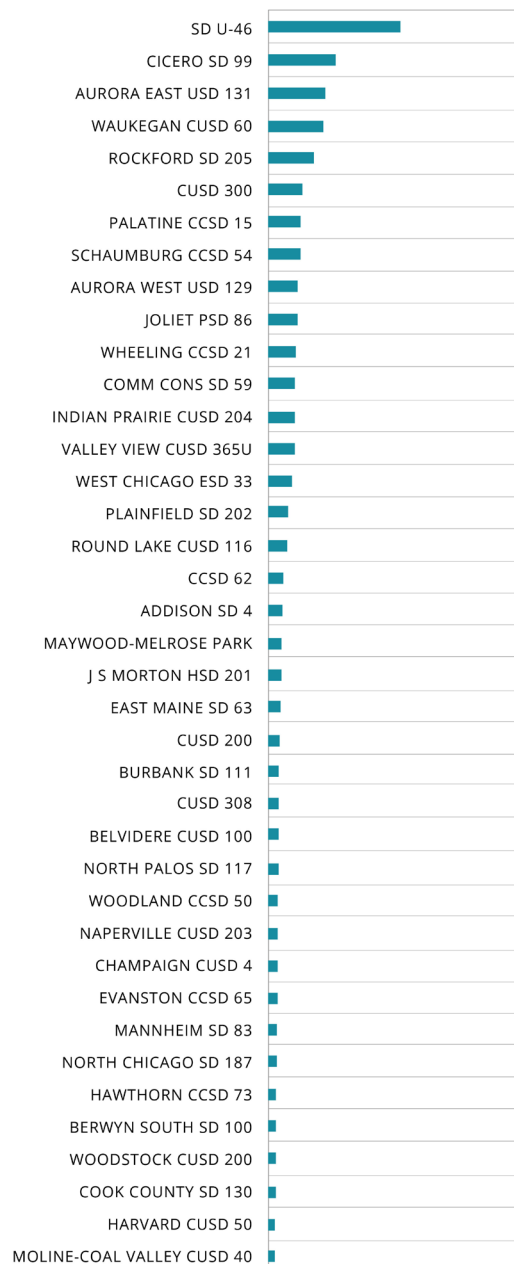 SD U-46
CICERO SD 99
AURORA EAST USD 131
WAUKEGAN CUSD 60
ROCKFORD SD 205
CUSD 300
PALATINE CCSD 15
SCHAUMBURG CCSD 54
AURORA WEST USD 129
JOLIET PSD 86
WHEELING CCSD 21
COMM CONS SD 59
INDIAN PRAIRIE CUSD 204
VALLEY VIEW CUSD 365U
WEST CHICAGO ESD 33
PLAINFIELD SD 202
ROUND LAKE CUSD 116
CCSD 62
ADDISON SD 4
MAYWOOD-MELROSE PARK
J S MORTON HSD 201
EAST MAINE SD 63
CUSD 200
BURBANK SD 111
CUSD 308
BELVIDERE CUSD 100
NORTH PALOS SD 117
WOODLAND CCSD 50
NAPERVILLE CUSD 203
CHAMPAIGN CUSD 4
EVANSTON CCSD 65
MANNHEIM SD 83
NORTH CHICAGO SD 187
HAWTHORN CCSD 73
BERWYN SOUTH SD 100
WOODSTOCK CUSD 200
COOK COUNTY SD 130
HARVARD CUSD 50
MOLINE-COAL VALLEY CUSD 40